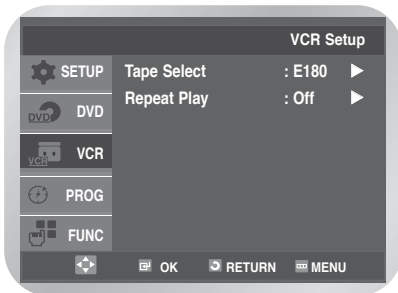 VCR Setup
SETUP
Tape Select : E180
Repeat Play : Off
DVD DVD
VCR VCR
PROG
FUNC
OK RETURN MENU